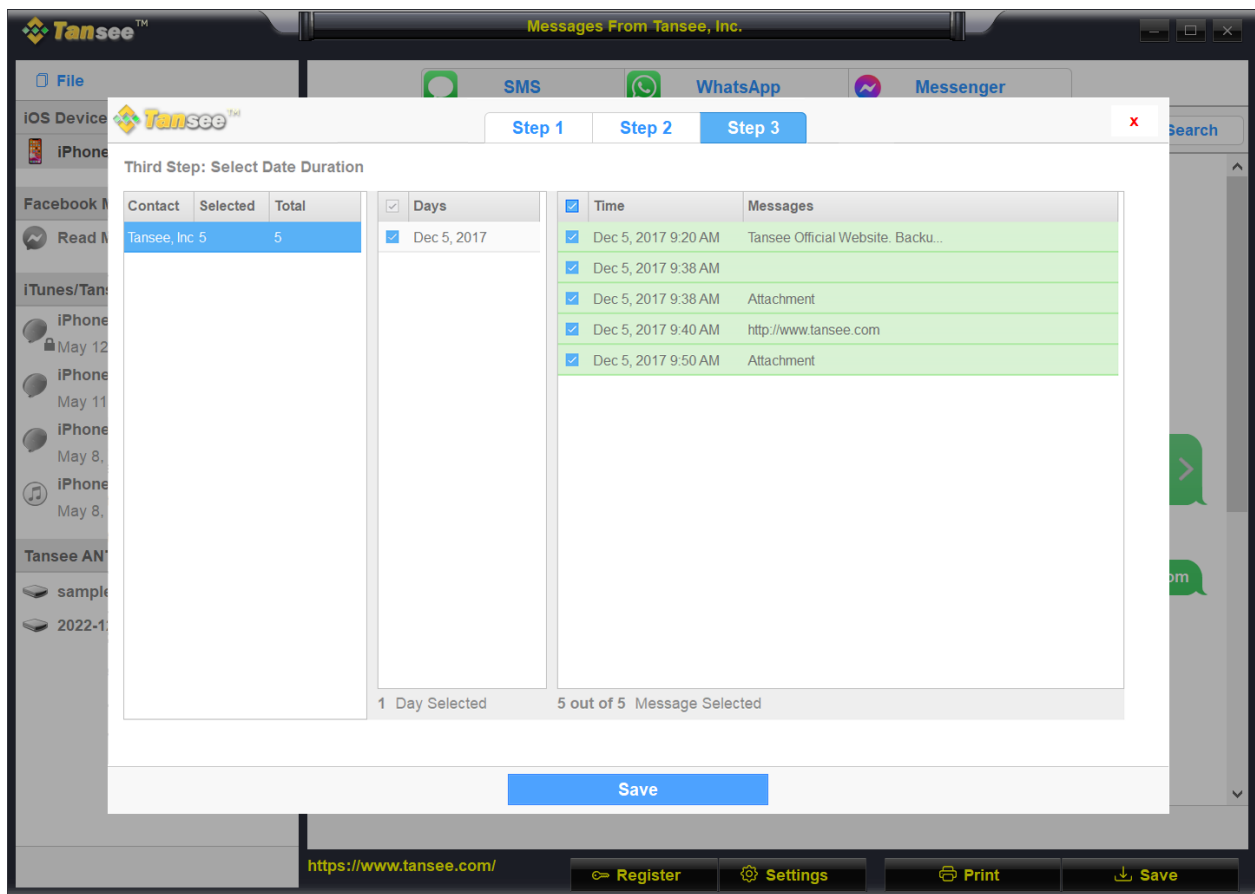 Tansee™
Messages From Tansee, Inc.
File
SMS
WhatsApp
Messenger
iOS Device
Tansee™
Step 1
Step 2
Step 3
x
Search
iPhone
Third Step: Select Date Duration
Facebook
Contact Selected Total
Days
Time Messages
Read
Tansee, Inc 5 5
Dec 5, 2017
Dec 5, 2017 9:20 AM Tansee Official Website. Backu...
Dec 5, 2017 9:38 AM
iTunes/Tans
Dec 5, 2017 9:38 AM Attachment
iPhone
Dec 5, 2017 9:40 AM http://www.tansee.com
May 12
Dec 5, 2017 9:50 AM Attachment
iPhone
May 11
iPhone
May 8,
iPhone
May 8,
Tansee AN
om
sample
2022-1
1 Day Selected
5 out of 5 Message Selected
Save
https://www.tansee.com/
Register
Settings
Print
Save